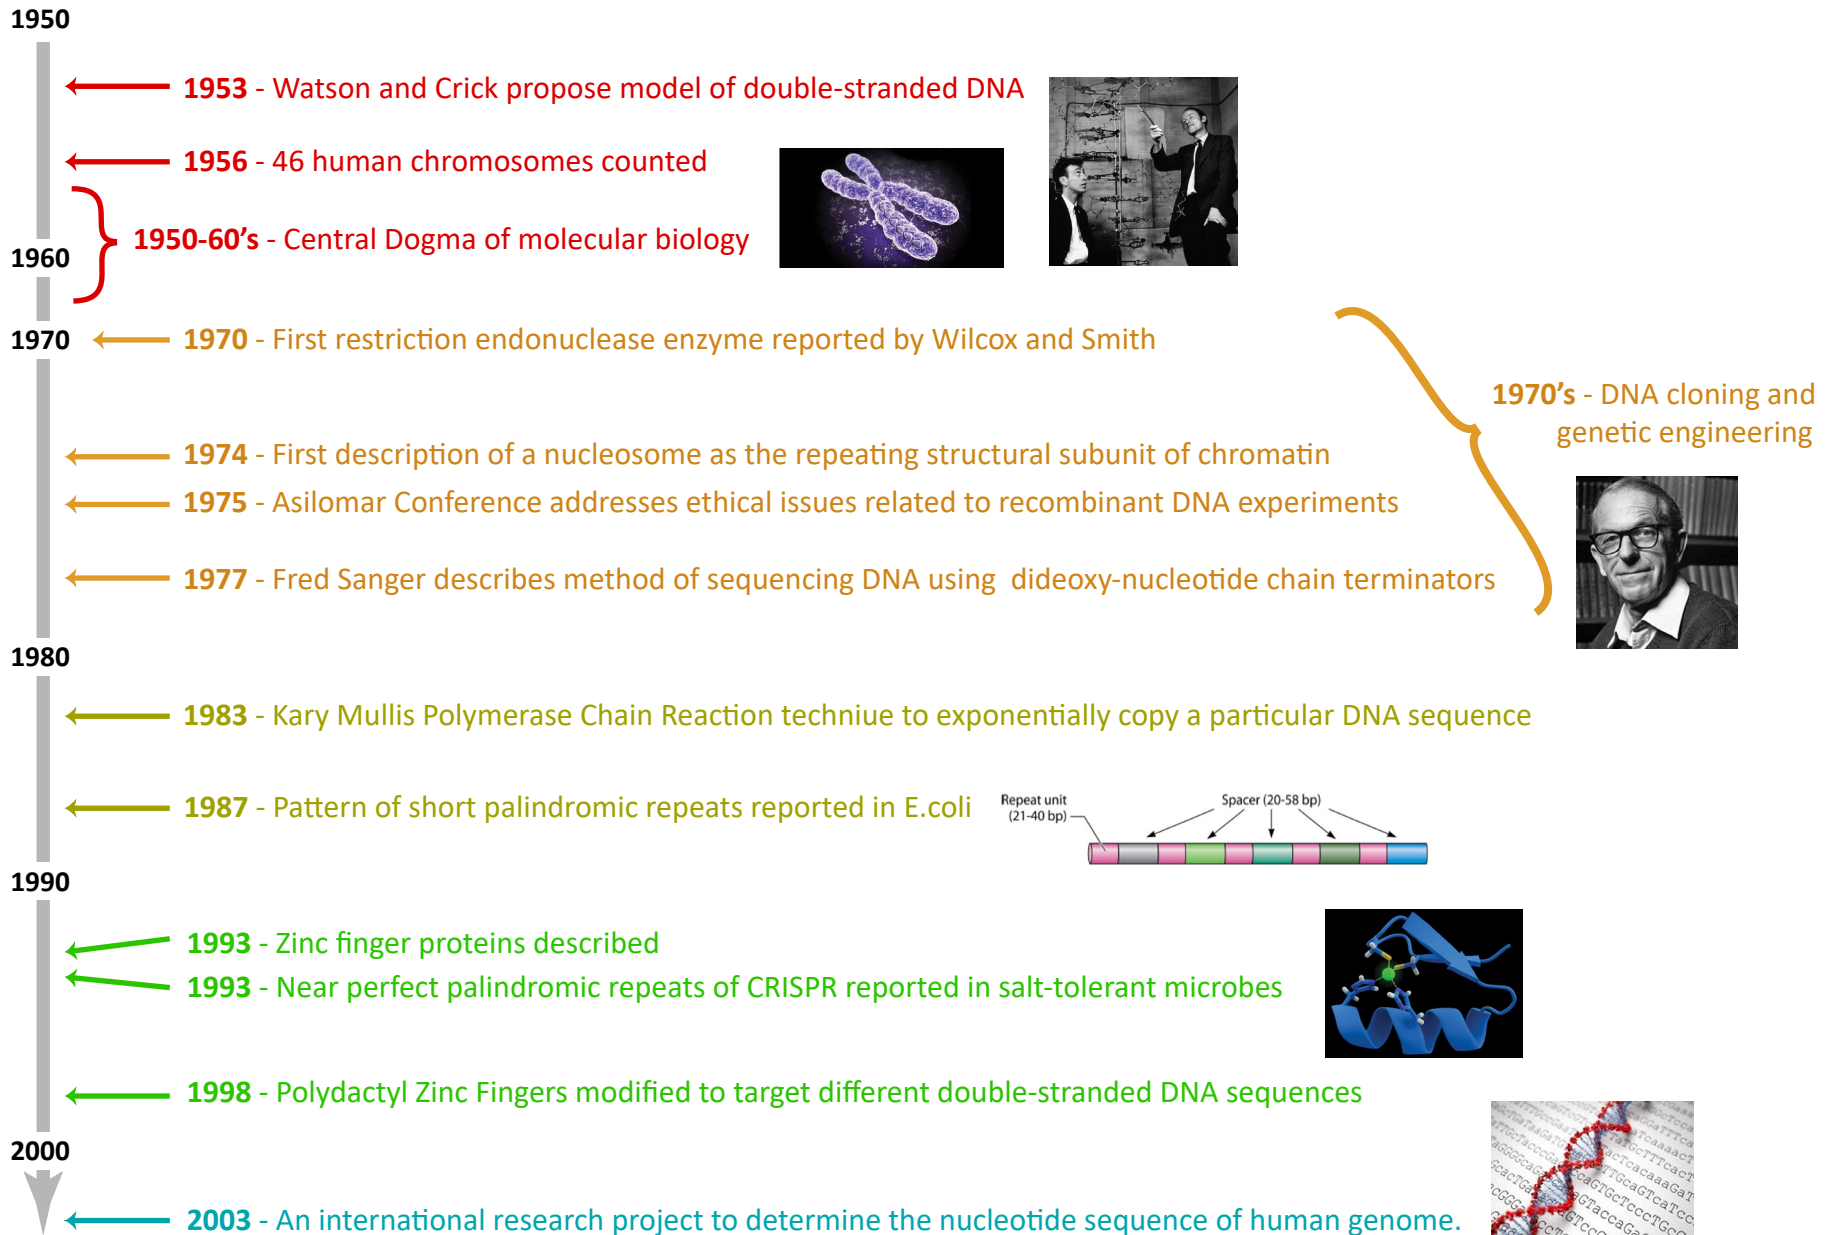 1950
1953 - Watson and Crick propose model of double-stranded DNA
1956 - 46 human chromosomes counted
1950-60's - Central Dogma of molecular biology
1960
1970
1970 - First restriction endonuclease enzyme reported by Wilcox and Smith
1970's - DNA cloning and
genetic engineering
1974 - First description of a nucleosome as the repeating structural subunit of chromatin
1975 - Asilomar Conference addresses ethical issues related to recombinant DNA experiments
1977 - Fred Sanger describes method of sequencing DNA using  dideoxy-nucleotide chain terminators
1980
1983 - Kary Mullis Polymerase Chain Reaction techniue to exponentially copy a particular DNA sequence
1987 - Pattern of short palindromic repeats reported in E.coli
Repeat unit
(21-40 bp)
Spacer (20-58 bp)
1990
1993 - Zinc finger proteins described
1993 - Near perfect palindromic repeats of CRISPR reported in salt-tolerant microbes
1998 - Polydactyl Zinc Fingers modified to target different double-stranded DNA sequences
2000
2003 - An international research project to determine the nucleotide sequence of human genome.